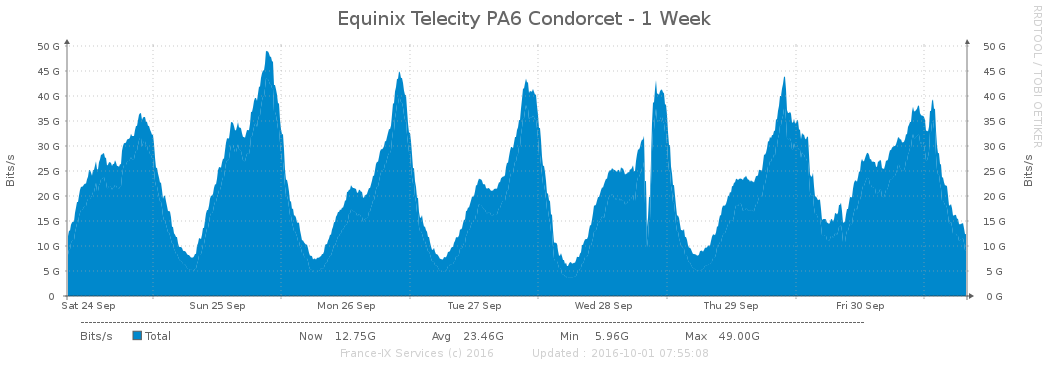 Equinix Telecity PA6 Condorcet - 1 Week
RRDTOOL / TOBI OETIKER
Bits/s
50 G
45 G
40 G
35 G
30 G
25 G
20 G
15 G
10 G
5 G
0
50 G
45 G
40 G
35 G
30 G
25 G
20 G
15 G
10 G
5 G
0 G
Bits/s
Sat 24 Sep Sun 25 Sep Mon 26 Sep Tue 27 Sep Wed 28 Sep Thu 29 Sep Fri 30 Sep
Bits/s Total Now 12.75G Avg 23.46G Min 5.96G Max 49.00G
France-IX Services (c) 2016 Updated : 2016-10-01 07:55:08